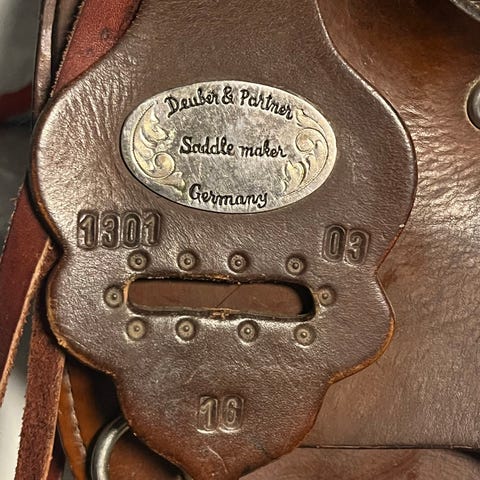 Deuber & Partner
Saddle maker
Germany
1301 03
16